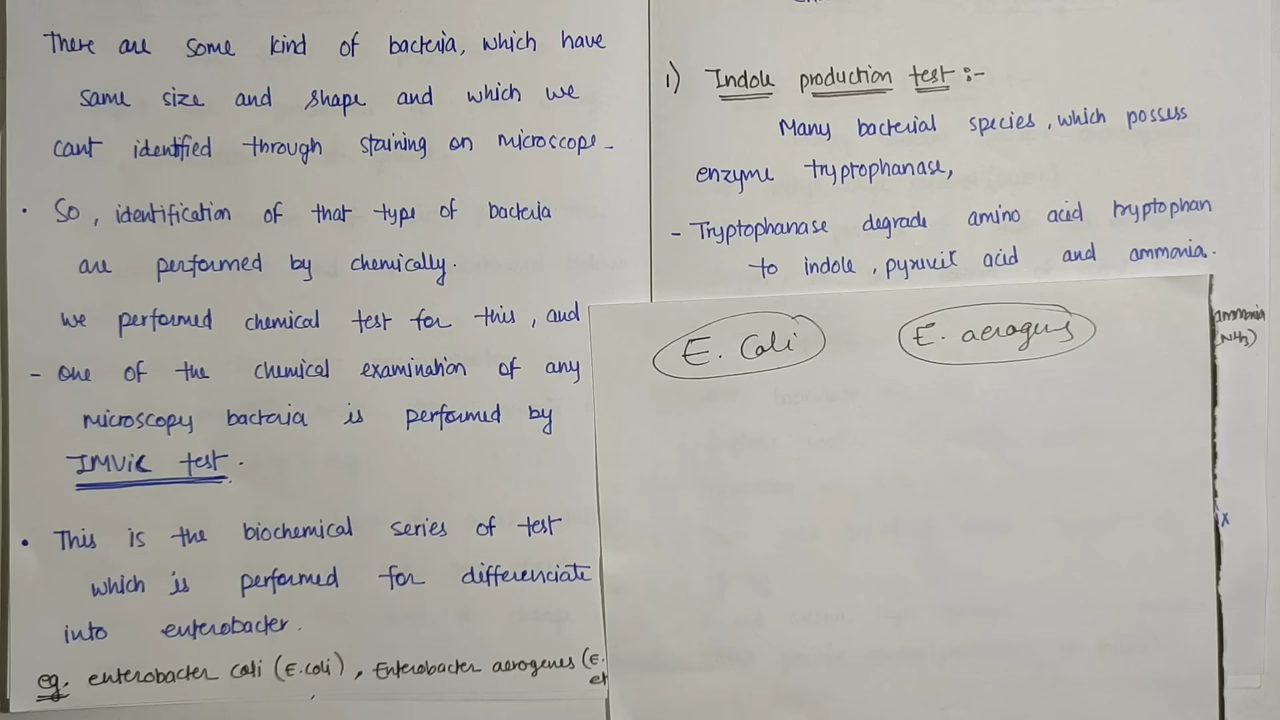 There are some kind of bacteria, which have
same size and shape and which we
cant identified through staining on microscope-
• So, identification of that type of bacteria
are performed by chemically.
we performed chemical test for this, and
- one of the chemical examination of any
microscopy bacteria is performed by
IMViC test.
• This is the biochemical series of test
which is performed for differenciate
into enterobacter.
eg. enterobacter coli (E.coli), Enterobacter aerogenes (E.
et
i) Indole production test :-
Many bacterial species, which possess
enzyme tryptophanase,
- Tryptophanase degrade amino acid tryptophan
to indole, pyruvic acid and ammonia.
ammonia
(NH3)
E. Coli
E. aerogens
x